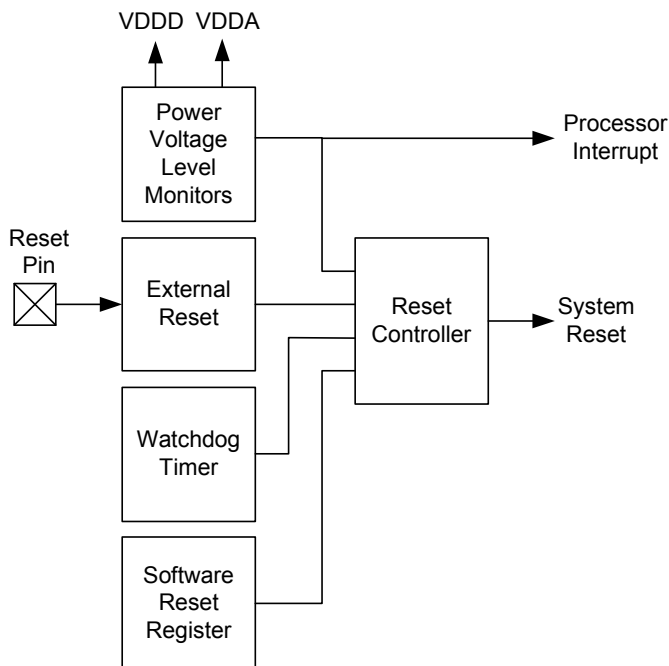 VDDD VDDA
Power
Voltage
Level
Monitors
Processor
Interrupt
Reset
Pin
External
Reset
Reset
Controller
System
Reset
Watchdog
Timer
Software
Reset
Register